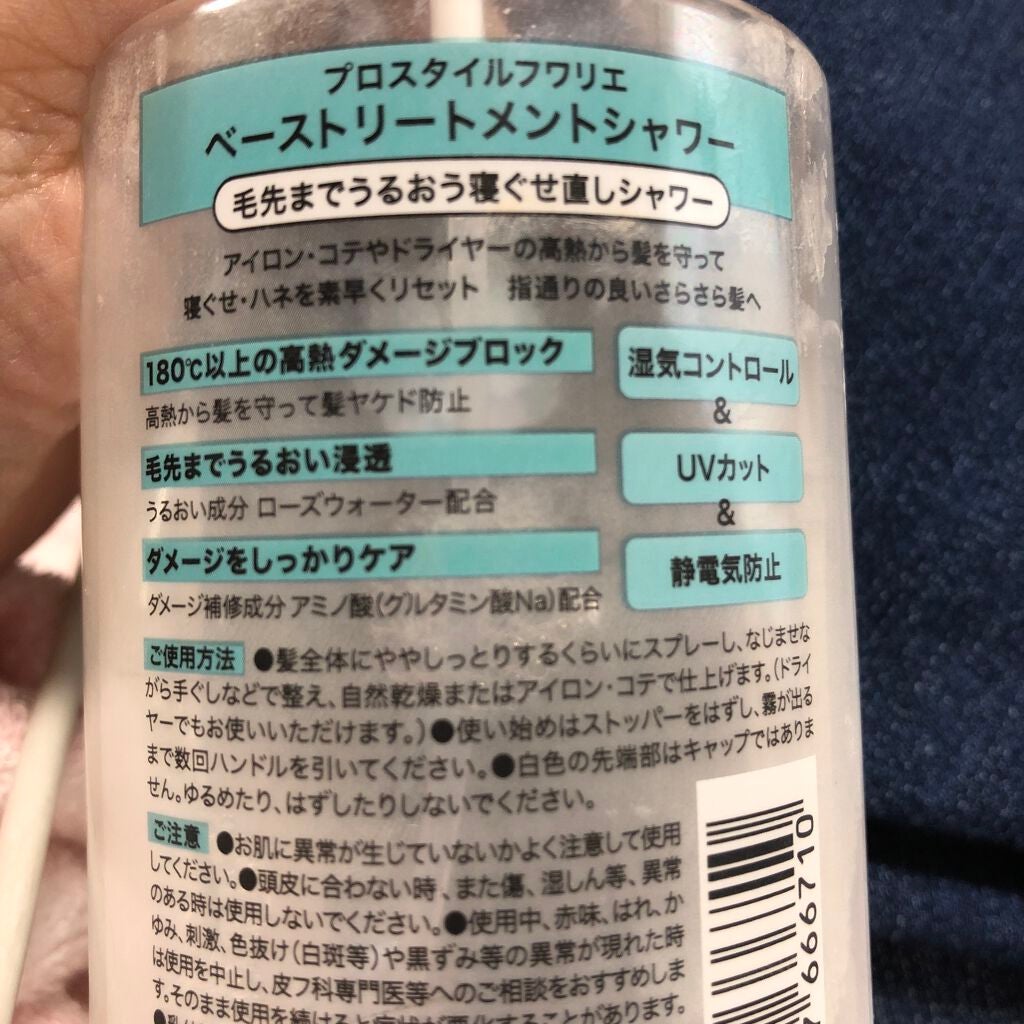 プロスタイルフワリエ
ベーストリートメントシャワー
毛先までうるおう寝ぐせ直しシャワー
アイロン・コテやドライヤーの高熱から髪を守って
寝ぐせ・ハネを素早くリセット 指通りの良いさらさら髪へ
180℃以上の高熱ダメージブロック
高熱から髪を守って髪ヤケド防止
毛先までうるおい浸透
うるおい成分 ローズウォーター配合
ダメージをしっかりケア
ダメージ補修成分 アミノ酸(グルタミン酸Na)配合
湿気コントロール
&
UVカット
&
静電気防止
ご使用方法 ●髪全体にややしっとりするくらいにスプレーし、なじませな
がら手ぐしなどで整え、自然乾燥またはアイロン・コテで仕上げます。(ドライ
ヤーでもお使いいただけます。)●使い始めはストッパーをはずし、霧が出る
まで数回ハンドルを引いてください。●白色の先端部はキャップではありま
せん。ゆるめたり、はずしたりしないでください。
ご注意 ●お肌に異常が生じていないかよく注意して使用
してください。●頭皮に合わない時、また傷、湿しん等、異常
のある時は使用しないでください。●使用中、赤味、はれ、か
ゆみ、刺激、色抜け(白斑等)や黒ずみ等の異常が現れた時
は使用を中止し、皮フ科専門医等へのご相談をおすすめしま
す。そのまま使用を続けると症状が悪化することがあります。